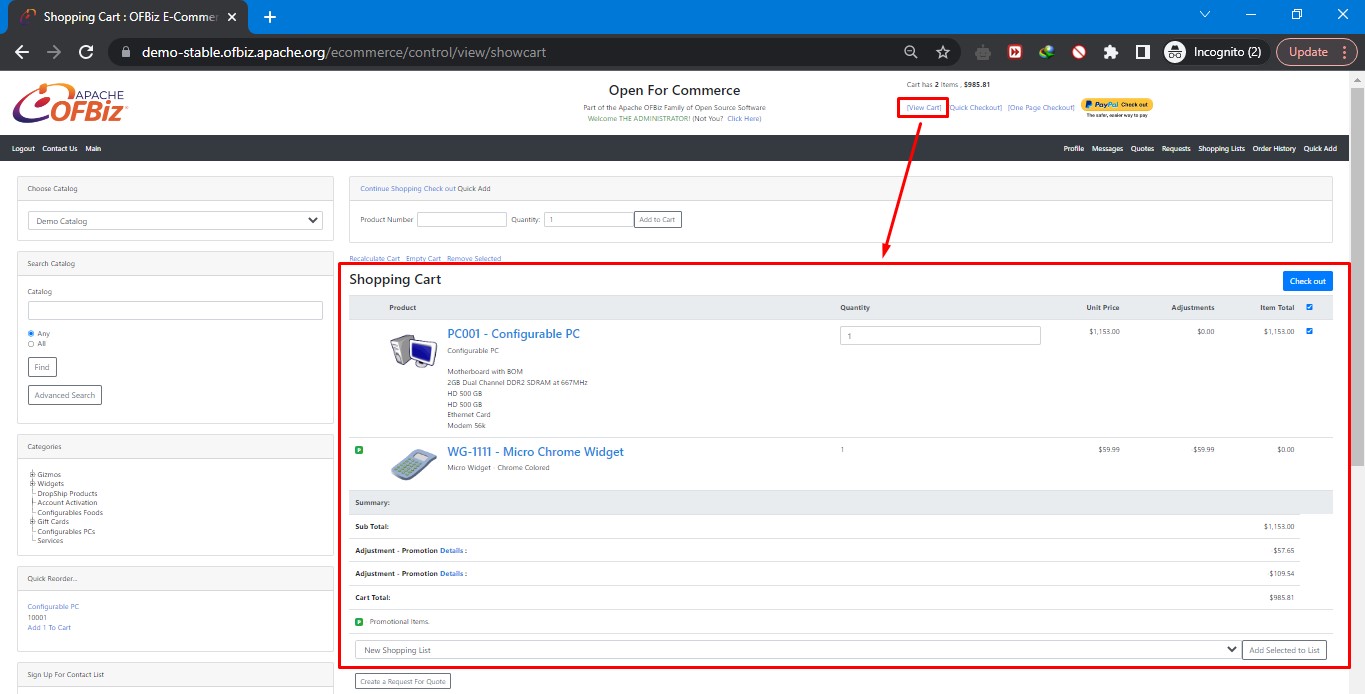 Shopping Cart : OFBiz E-Commer
demo-stable.ofbiz.apache.org/ecommerce/control/view/showcart
Incognito (2)
Update
APACHE
OFBiz
Open For Commerce
Part of the Apache OFBiz Family of Open Source Software
Welcome THE ADMINISTRATOR! (Not You? Click Here)
Cart has 2 items , $985.81
[View Cart] [Quick Checkout] [One Page Checkout]
PayPal Check out
The safer, easier way to pay
Logout Contact Us Main
Profile Messages Quotes Requests Shopping Lists Order History Quick Add
Choose Catalog
Demo Catalog
Search Catalog
Catalog
Any
All
Find
Advanced Search
Categories
Gizmos
Widgets
DropShip Products
Account Activation
Configurables Foods
Gift Cards
Configurables PCs
Services
Quick Reorder...
Configurable PC
10001
Add 1 To Cart
Sign Up For Contact List
Continue Shopping Check out Quick Add
Product Number Quantity: 1 Add to Cart
Recalculate Cart Empty Cart Remove Selected
Shopping Cart
Check out
Product Quantity Unit Price Adjustments Item Total
PC001 - Configurable PC 1 $1,153.00 $0.00 $1,153.00
Configurable PC
Motherboard with BOM
2GB Dual Channel DDR2 SDRAM at 667MHz
HD 500 GB
HD 500 GB
Ethernet Card
Modem 56k
P WG-1111 - Micro Chrome Widget 1 $59.99 $59.99 $0.00
Micro Widget - Chrome Colored
Summary:
Sub Total: $1,153.00
Adjustment - Promotion Details : $57.65
Adjustment - Promotion Details : $109.54
Cart Total: $985.81
P Promotional Items.
New Shopping List Add Selected to List
Create a Request For Quote